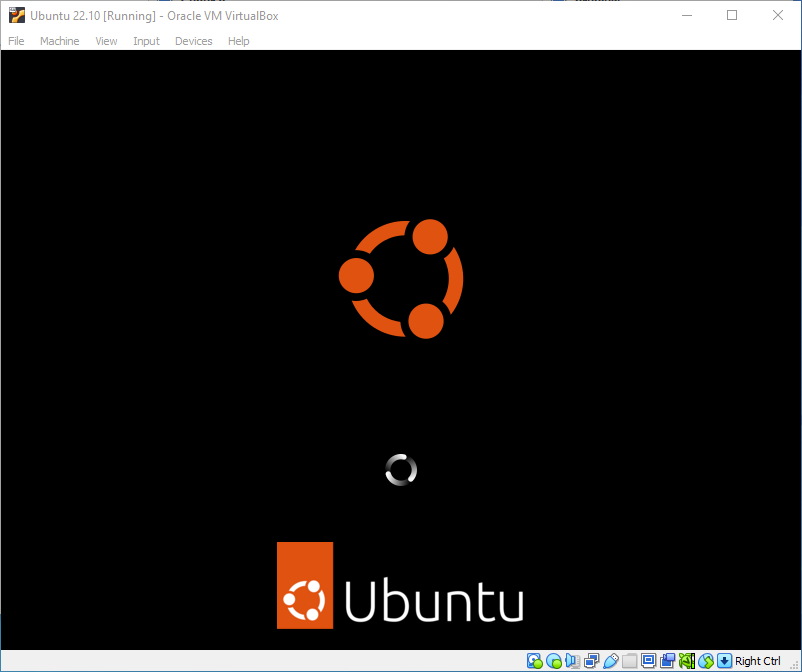 Ubuntu 22.10 [Running] - Oracle VM VirtualBox
File Machine View Input Devices Help
Ubuntu
Right Ctrl